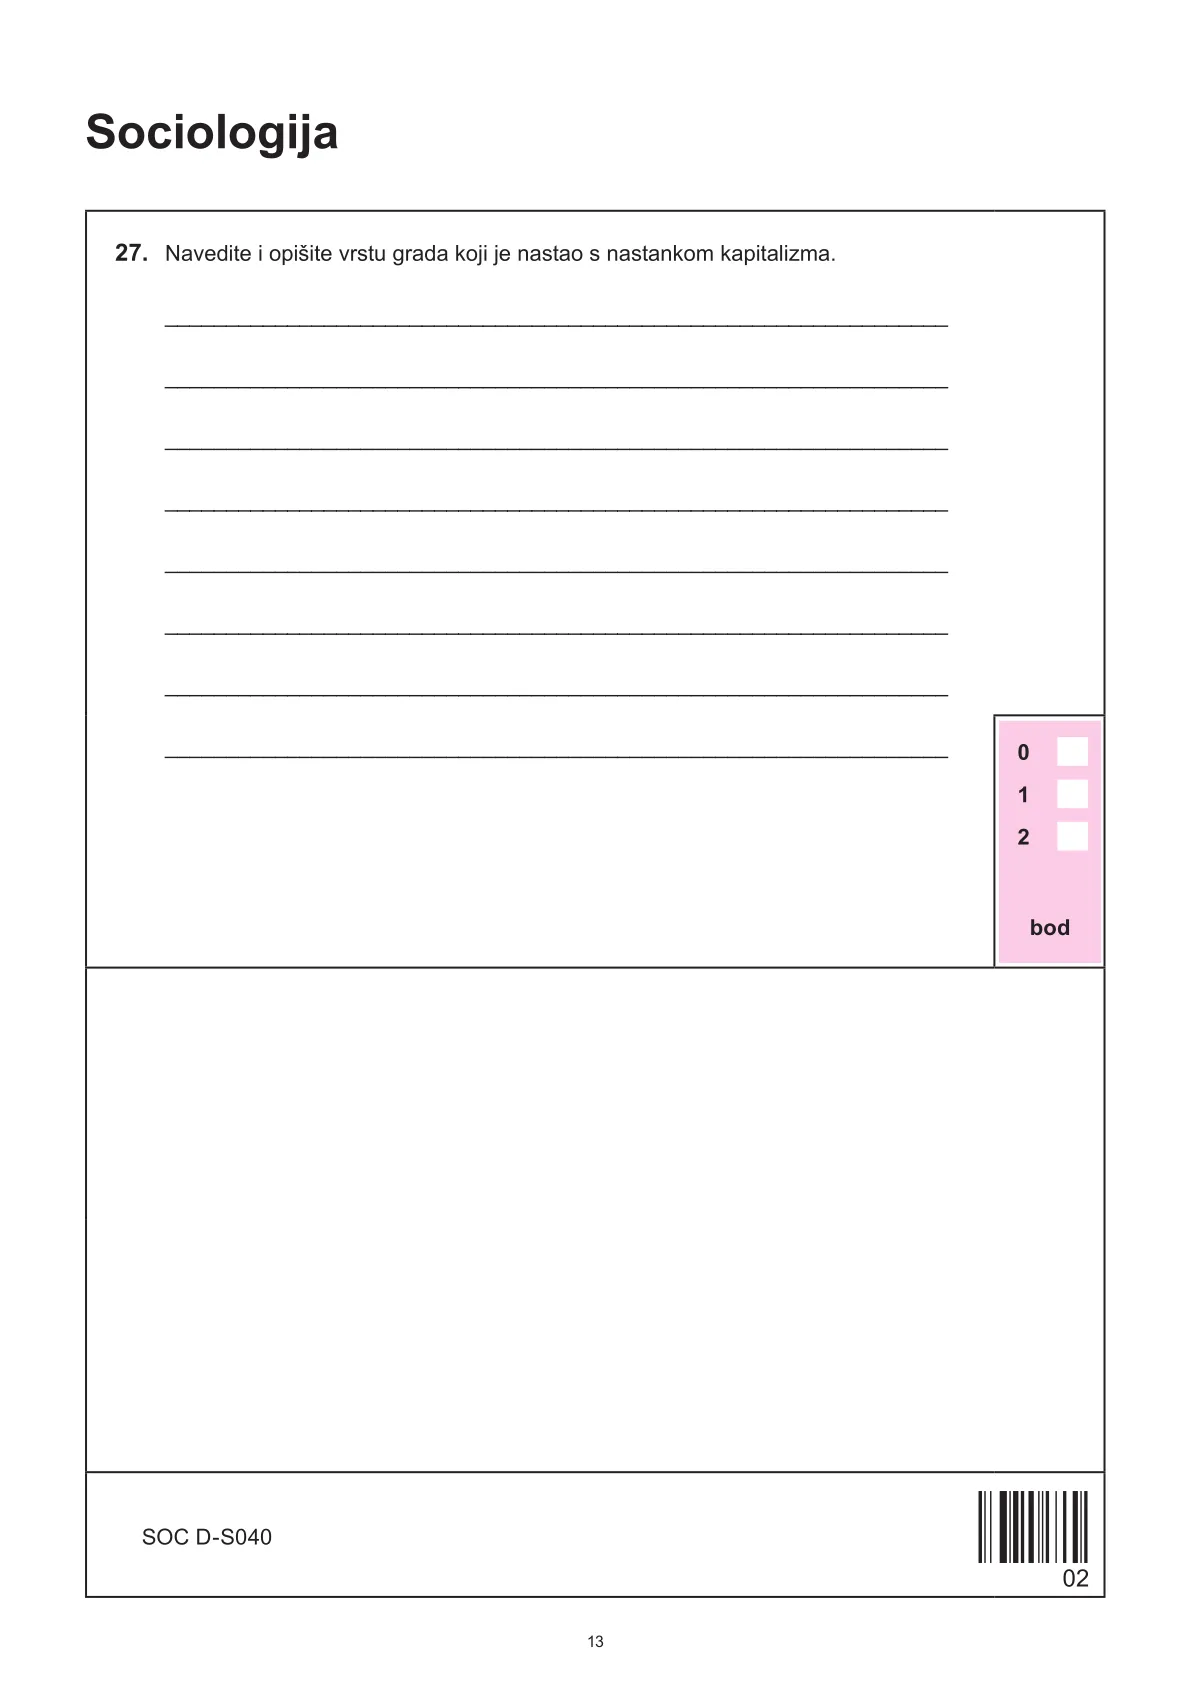 Sociologija
27. Navedite i opišite vrstu grada koji je nastao s nastankom kapitalizma.
0
1
2
bod
SOC D-S040
02
13